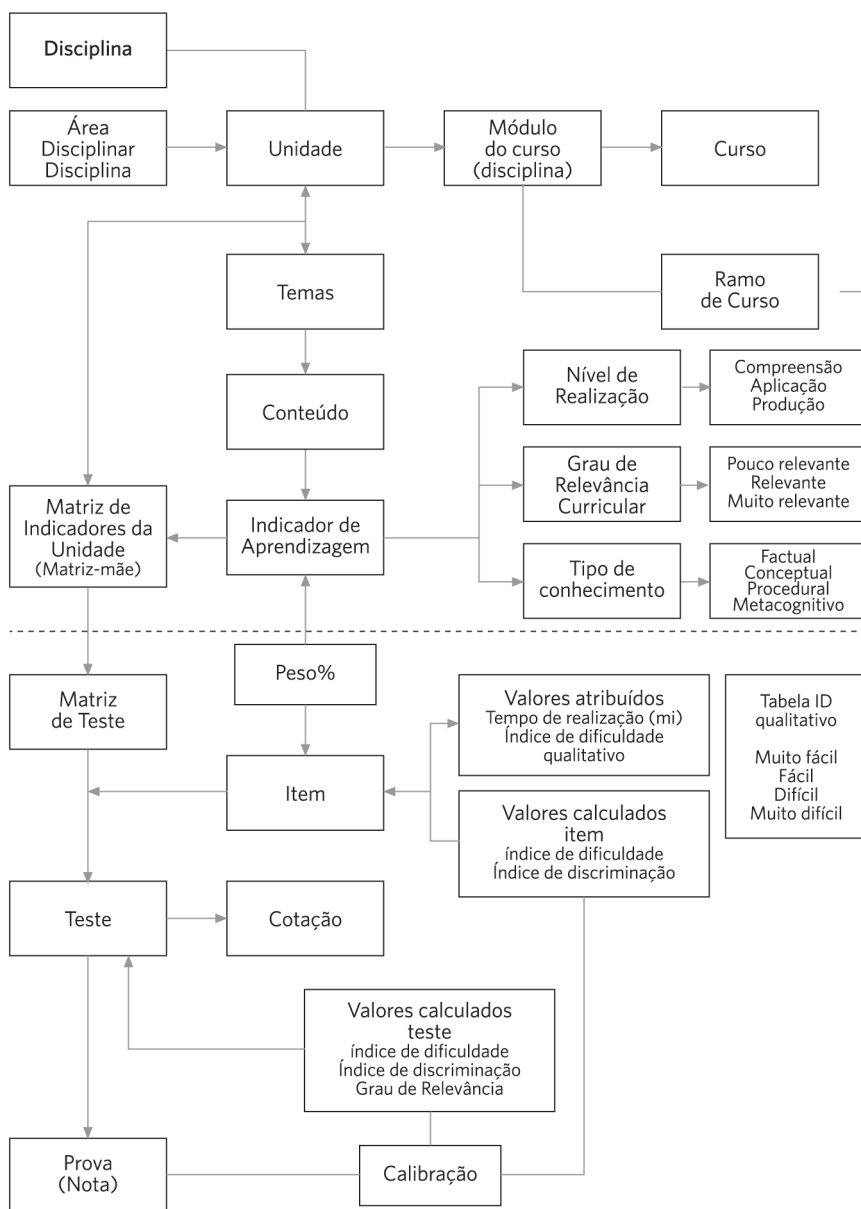 Disciplina
Área
Disciplinar
Disciplina
Unidade
Módulo
do curso
(disciplina)
Curso
Temas
Ramo
de Curso
Conteúdo
Nível de
Realização
Compreensão
Aplicação
Produção
Matriz de
Indicadores da
Unidade
(Matriz-mãe)
Indicador de
Aprendizagem
Grau de
Relevância
Curricular
Pouco relevante
Relevante
Muito relevante
Tipo de
conhecimento
Factual
Conceptual
Procedural
Metacognitivo
Peso%
Matriz
de Teste
Valores atribuídos
Tempo de realização (mi)
Índice de dificuldade
qualitativo
Tabela ID
qualitativo
Muito fácil
Fácil
Difícil
Muito difícil
Item
Valores calculados
item
índice de dificuldade
Índice de discriminação
Teste
Cotação
Valores calculados
teste
índice de dificuldade
Índice de discriminação
Grau de Relevância
Prova
(Nota)
Calibração